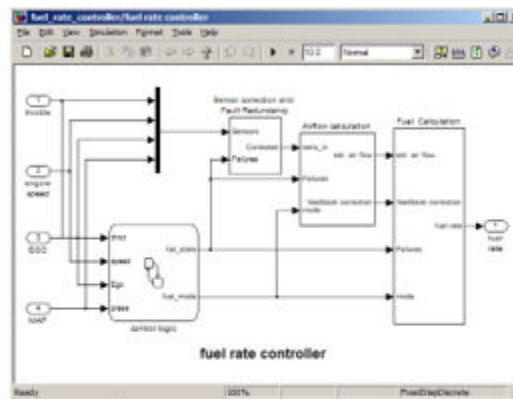 fuel_rate_controller/fuel rate controller
File Edit View Simulation Format Tools Help
10.0 Normal
1
throttle
2
engine
speed
3
EGO
4
MAP
Sensor correction and
Fault Redundancy
Sensors
Corrected
Failures
Airflow calculation
sens_in
est. air flow
Failures
feedback correction
mode
Fuel Calculation
est. air flow
feedback correction
fuel rate
Failures
mode
1
fuel
rate
throt
speed
Ego
press
fail_state
fuel_mode
control logic
fuel rate controller
Ready 100% FixedStepDiscrete